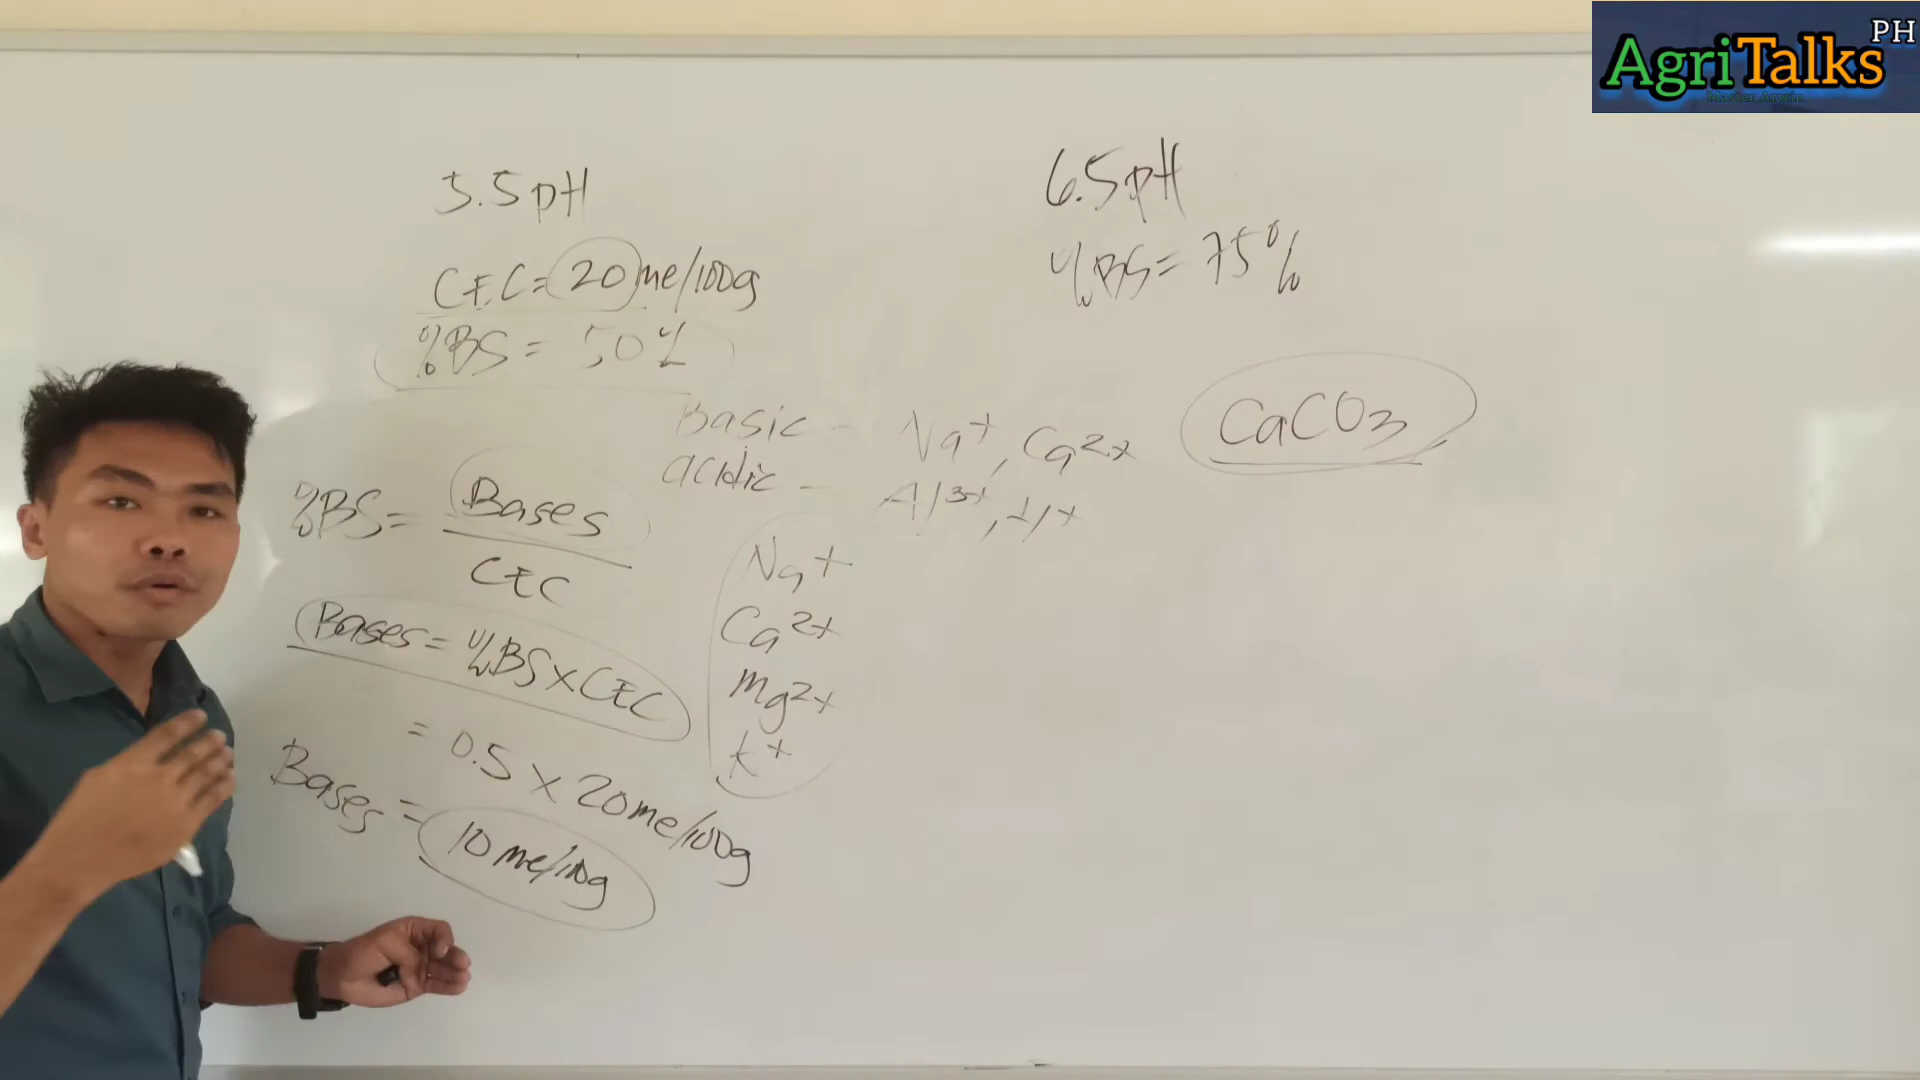 AgriTalks PH
Master Arwin
5.5 pH
CEC = 20 me/100g
%BS = 50%
Basic - Na+, Ca2+
acidic - Al3+, H+
%BS = Bases
CEC
Bases = %BS x CEC
= 0.5 x 20 me/100g
Bases = 10 me/100g
Na+
Ca2+
Mg2+
K+
6.5 pH
%BS = 75%
CaCO3